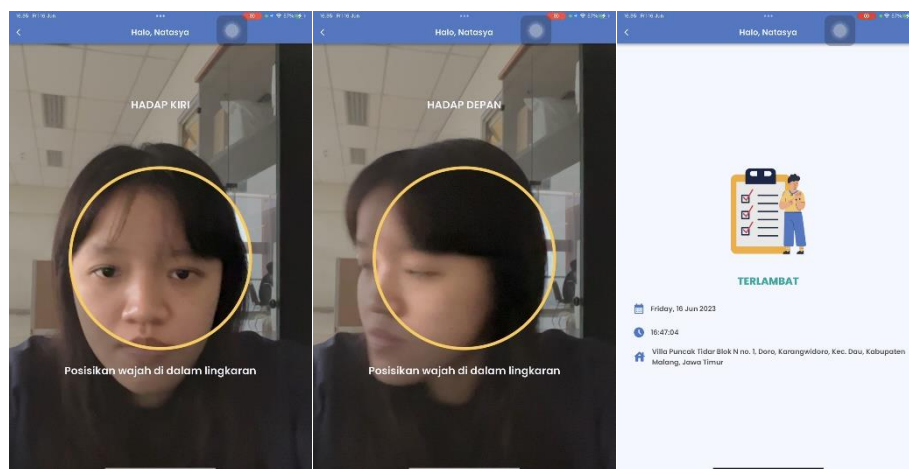 Halo, Natasya
HADAP KIRI
Posisikan wajah di dalam lingkaran
Halo, Natasya
HADAP DEPAN
Posisikan wajah di dalam lingkaran
Halo, Natasya
TERLAMBAT
Friday, 16 Jun 2023
16:47:04
Villa Puncak Tidar Blok N no. 1, Doro, Karangwidoro, Kec. Dau, Kabupaten
Malang, Jawa Timur